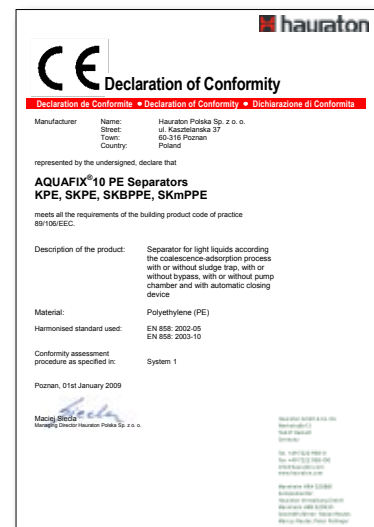 hauraton
CE Declaration of Conformity
Declaration de Conformite ● Declaration of Conformity ● Dichiarazione di Conformita
Manufacturer Name: Hauraton Polska Sp. z o. o.
Street: ul. Kasztelanska 37
Town: 60-316 Poznan
Country: Poland
represented by the undersigned, declare that
AQUAFIX®10 PE Separators
KPE, SKPE, SKBPPE, SKmPPE
meets all the requirements of the building product code of practice
89/106/EEC.
Description of the product: Separator for light liquids according
the coalescence-adsorption process
with or without sludge trap, with or
without bypass, with or without pump
chamber and with automatic closing
device
Material: Polyethylene (PE)
Harmonised standard used: EN 858: 2002-05
EN 858: 2003-10
Conformity assessment
procedure as specified in: System 1
Poznan, 01st January 2009
Maciej Siecla
Managing Director Hauraton Polska Sp. z o. o.